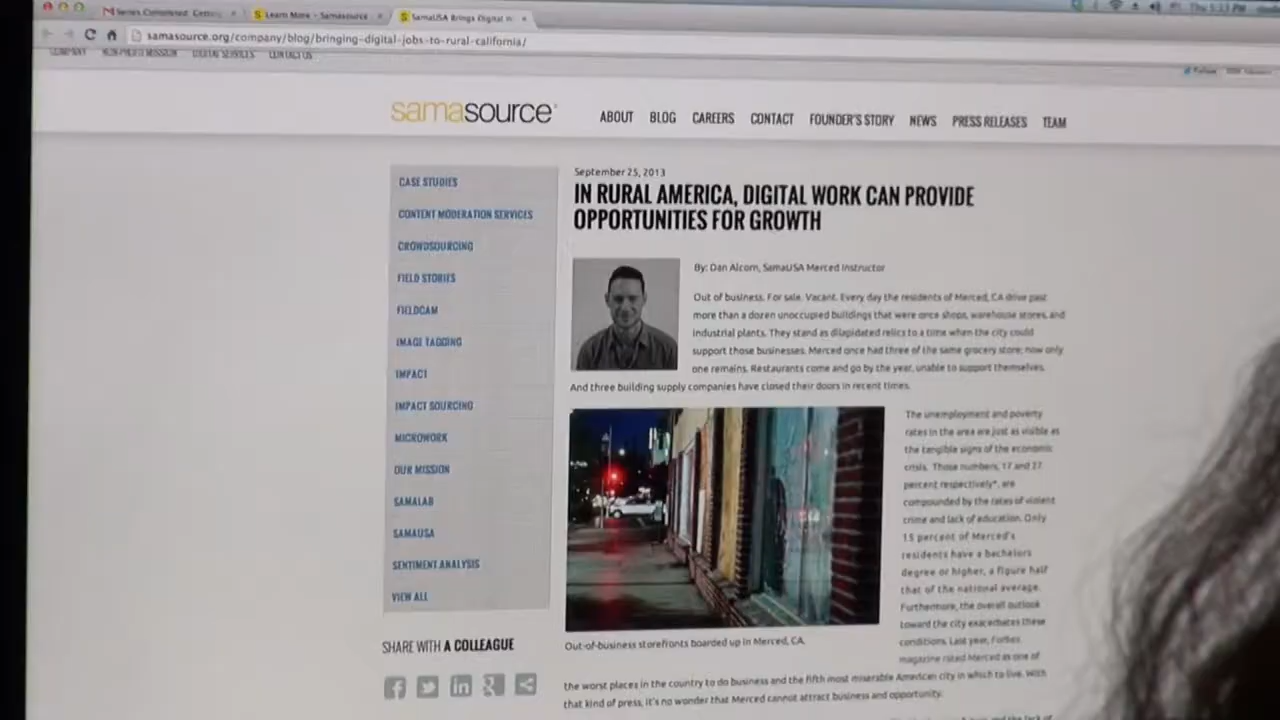 Learn More - Samasource
SamaUSA Brings Digital
samasource.org/company/blog/bringing-digital-jobs-to-rural-california/
COMPANY
DIGITAL SERVICES
CONTACT US
samasource
ABOUT
BLOG
CAREERS
CONTACT
FOUNDER'S STORY
NEWS
PRESS RELEASES
TEAM
CASE STUDIES
CONTENT MODERATION SERVICES
CROWDSOURCING
FIELD STORIES
FIELDCAM
IMAGE TAGGING
IMPACT
IMPACT SOURCING
MICROWORK
OUR MISSION
SAMALAB
SAMAUSA
SENTIMENT ANALYSIS
VIEW ALL
SHARE WITH A COLLEAGUE
September 25, 2013
IN RURAL AMERICA, DIGITAL WORK CAN PROVIDE
OPPORTUNITIES FOR GROWTH
By: Dan Alcorn, SamaUSA Merced Instructor
Out of business. For sale. Vacant. Every day the residents of Merced, CA drive past
more than a dozen unoccupied buildings that were once shops, warehouse stores, and
industrial plants. They stand as dilapidated relics to a time when the city could
support those businesses. Merced once had three of the same grocery store; now only
one remains. Restaurants come and go by the year, unable to support themselves.
And three building supply companies have closed their doors in recent times.
The unemployment and poverty
rates in the area are just as visible as
the tangible signs of the economic
crisis. Those numbers, 17 and 27
percent respectively*, are
compounded by the rates of violent
crime and lack of education. Only
15 percent of Merced's
residents have a bachelors
degree or higher, a figure half
that of the national average.
Furthermore, the overall outlook
toward the city exacerbates these
conditions. Last year, Forbes
magazine rated Merced as one of
Out-of-business storefronts boarded up in Merced, CA.
the worst places in the country to do business and the fifth most miserable American city in which to live. With
that kind of press, it's no wonder that Merced cannot attract business and opportunity.